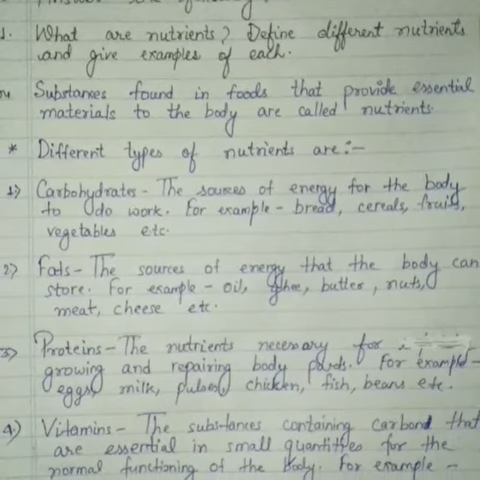 1. What are nutrients? Define different nutrients
and give examples of each.
Substances found in foods that provide essential
materials to the body are called nutrients.
* Different types of nutrients are:-
1) Carbohydrates - The sources of energy for the body
to do work. For example - bread, cereals, fruits,
vegetables etc.
2) Fats - The sources of energy that the body can
store. For example - oil, ghee, butter, nuts,
meat, cheese etc.
3) Proteins - The nutrients necessary for
growing and repairing body parts. For example -
eggs, milk, pulses, chicken, fish, beans etc.
4) Vitamins - The substances containing carbond that
are essential in small quantities for the
normal functioning of the body. For example -